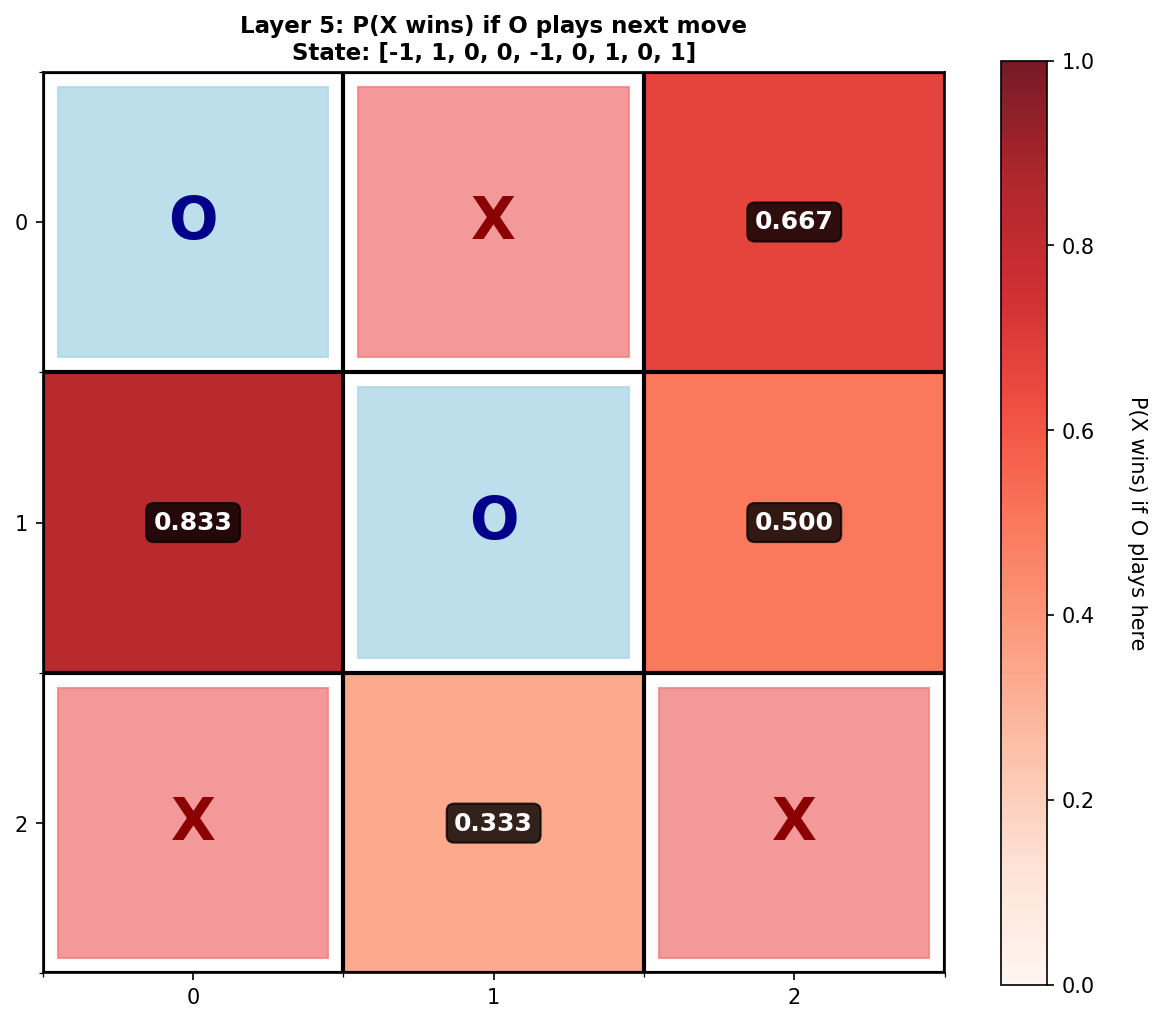 Layer 5: P(X wins) if O plays next move
State: [-1, 1, 0, 0, -1, 0, 1, 0, 1]
0
O
X
0.667
1
0.833
O
0.500
2
X
0.333
X
0
1
2
1.0
0.8
0.6
0.4
0.2
0.0
P(X wins) if O plays here